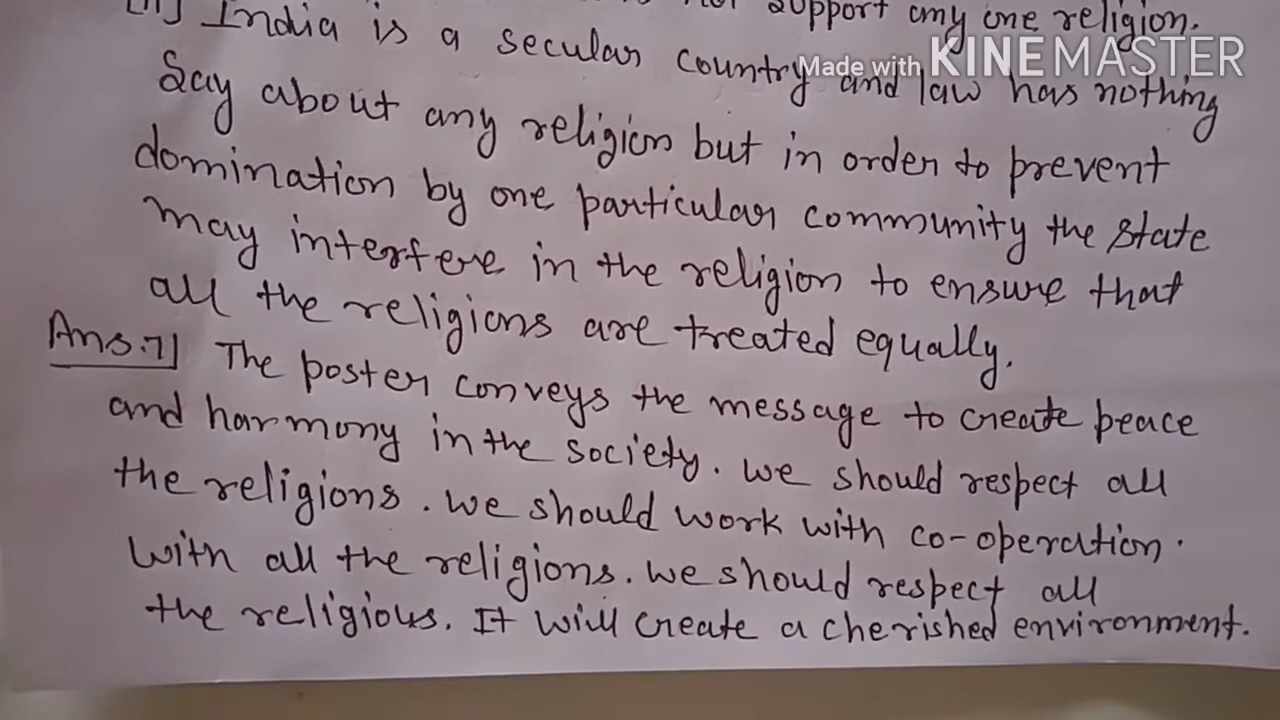 support any one religion.
[ii] India is a secular country and law has nothing
Say about any religion but in order to prevent
domination by one particular community the state
may interfere in the religion to ensure that
all the religions are treated equally.
Ans.7] The poster conveys the message to create peace
and harmony in the society. we should respect all
the religions. we should work with co-operation.
with all the religions. we should respect all
the religious. It will create a cherished environment.
Made with KINEMASTER